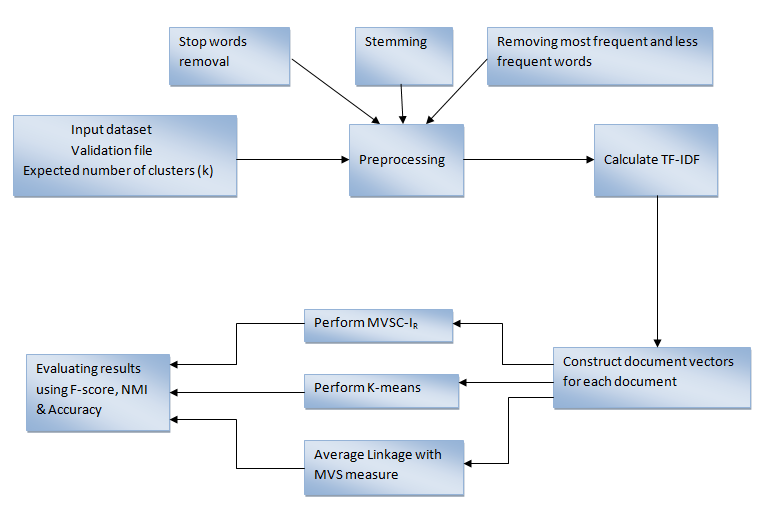 Stop words
removal
Stemming
Removing most frequent and less
frequent words
Input dataset
Validation file
Expected number of clusters (k)
Preprocessing
Calculate TF-IDF
Perform MVSC-IR
Construct document vectors
for each document
Evaluating results
using F-score, NMI
& Accuracy
Perform K-means
Average Linkage with
MVS measure